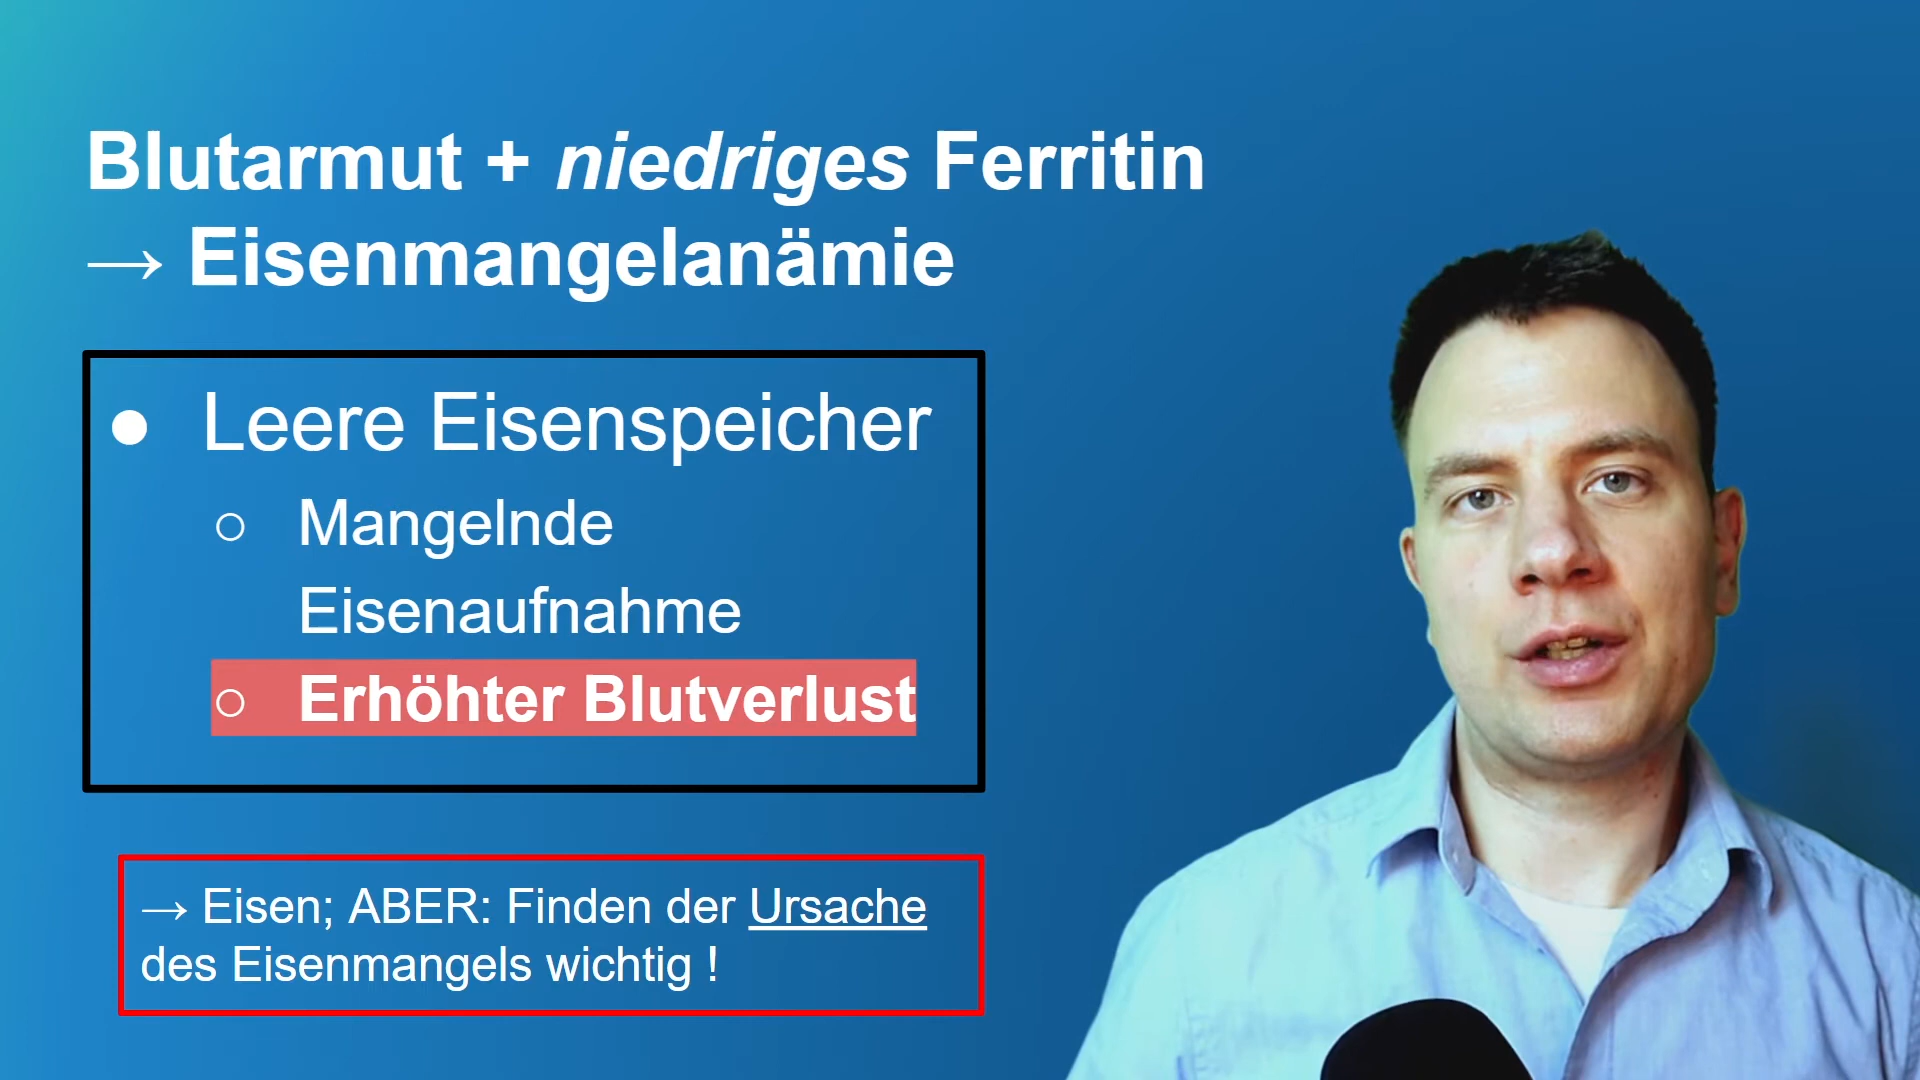 Blutarmut + niedriges Ferritin
→ Eisenmangelanämie
● Leere Eisenspeicher
○ Mangelnde
Eisenaufnahme
○ Erhöhter Blutverlust
→ Eisen; ABER: Finden der Ursache
des Eisenmangels wichtig !